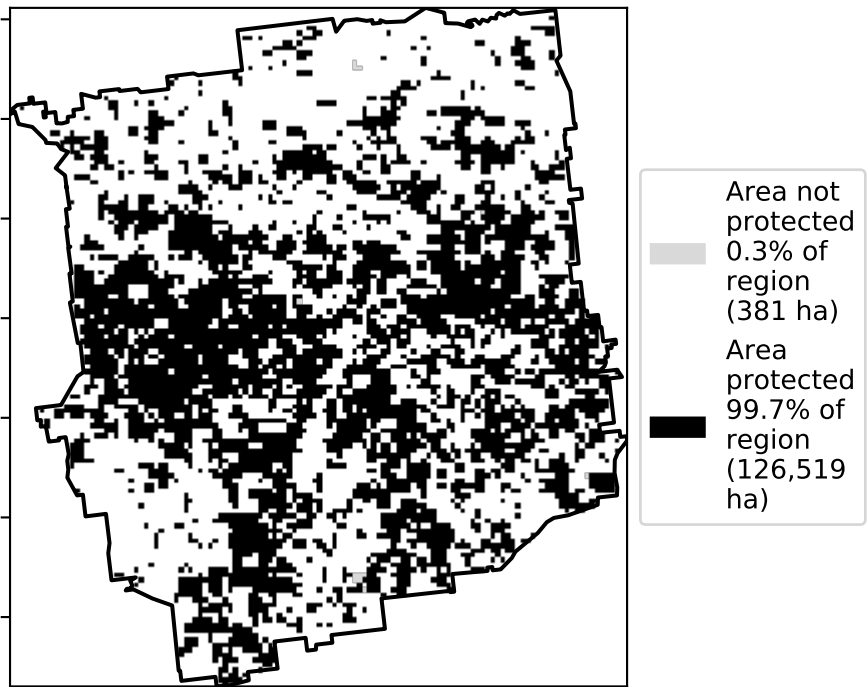 Area not
protected
0.3% of
region
(381 ha)
Area
protected
99.7% of
region
(126,519
ha)